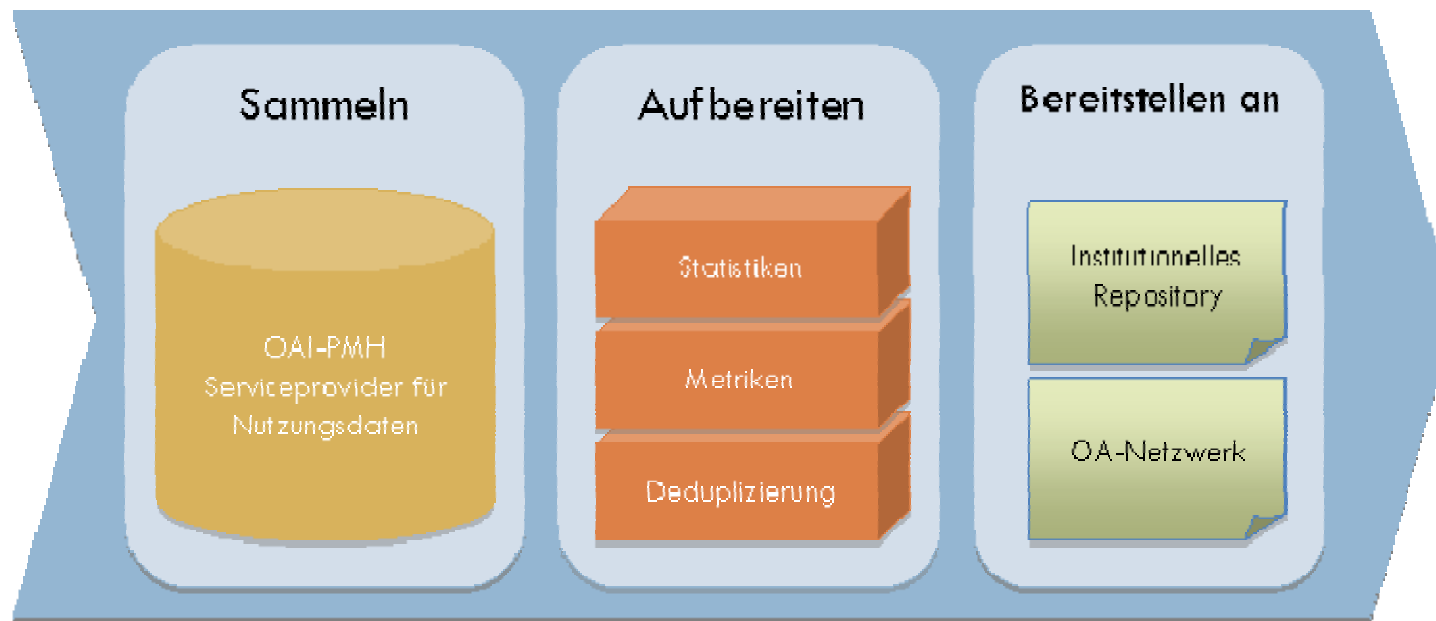 Sammeln
OAI-PMH
Serviceprovider für
Nutzungsdaten
Aufbereiten
Statistiken
Metriken
Deduplizierung
Bereitstellen an
Institutionelles
Repository
OA-Netzwerk